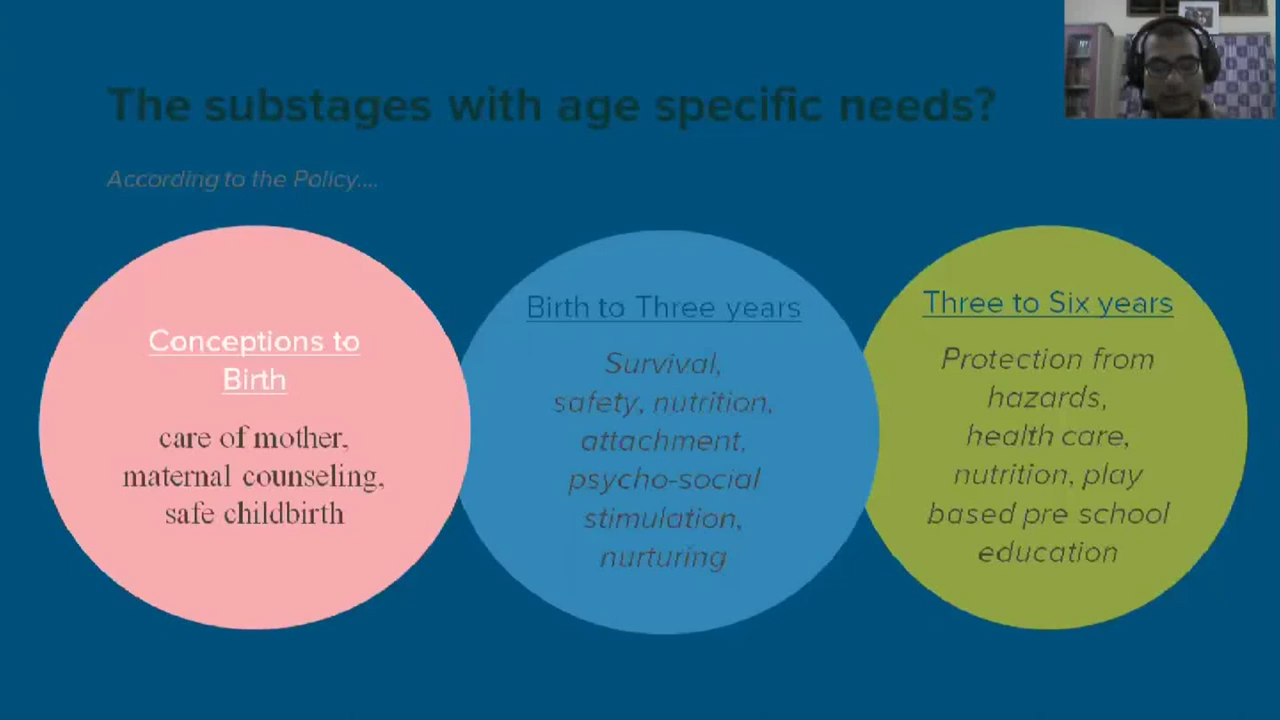 The substages with age specific needs?
According to the Policy....
Conceptions to
Birth
care of mother,
maternal counseling,
safe childbirth
Birth to Three years
Survival,
safety, nutrition,
attachment,
psycho-social
stimulation,
nurturing
Three to Six years
Protection from
hazards,
health care,
nutrition, play
based pre school
education